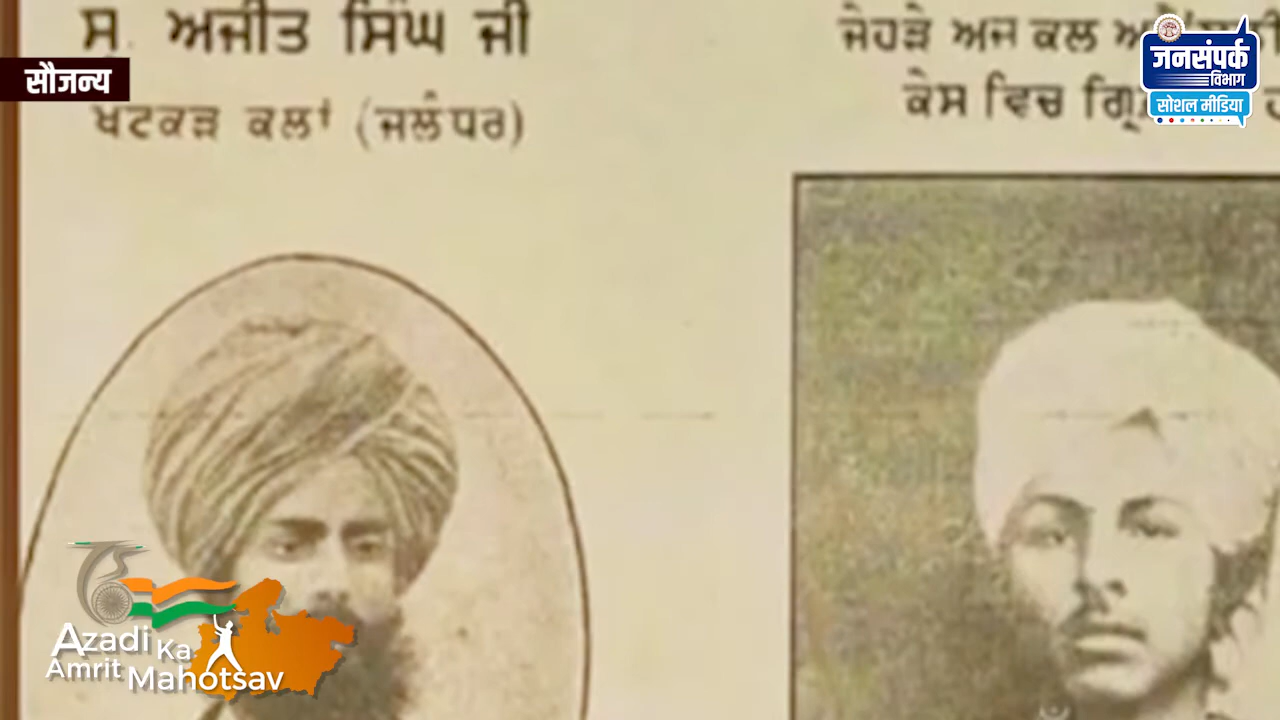 ਸ੍ਰ. ਅਜੀਤ ਸਿੰਘ ਜੀ
ਖਟਕੜ ਕਲਾਂ (ਜਲੰਧਰ)
ਜੇਹੜੇ ਅਜ ਕਲ
ਕੇਸ ਵਿਚ
सौजन्य
जनसंपर्क
विभाग
सोशल मीडिया
Azadi Ka
Amrit Mahotsav